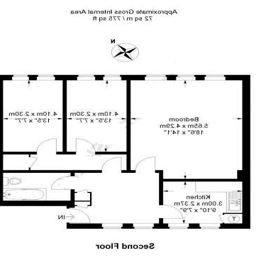 Approximate Gross Internal Area
72 sq m / 775 sq ft
N
4.10m x 2.30m
13'5" x 7'7"
4.10m x 2.30m
13'5" x 7'7"
Bedroom
5.65m x 4.29m
18'6" x 14'1"
Kitchen
3.00m x 2.37m
9'10" x 7'9"
T
IN
Second Floor